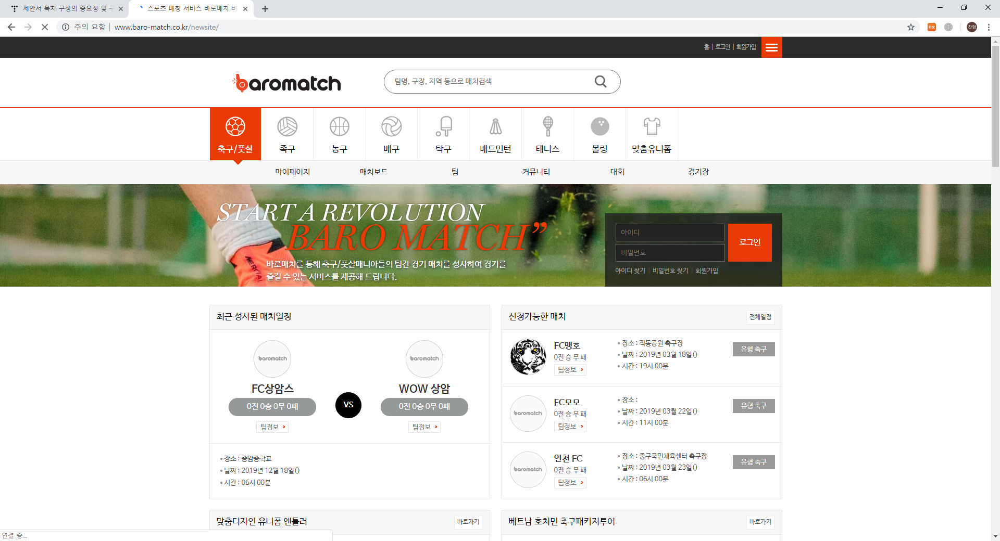 제안서 목차 구성의 중요성 및 구
스포츠 매칭 서비스 바로매치 바
주의 요함 | www.baro-match.co.kr/newsite/
찬형
홈 | 로그인 | 회원가입
baromatch
팀명, 구장, 지역 등으로 매치검색
축구/풋살 족구 농구 배구 탁구 배드민턴 테니스 볼링 맞춤유니폼
마이페이지 매치보드 팀 커뮤니티 대회 경기장
START A REVOLUTION
BARO MATCH”
바로매치를 통해 축구/풋살매니아들의 팀간 경기 매치를 성사하여 경기를
즐길 수 있는 서비스를 제공해 드립니다.
아이디
비밀번호
로그인
아이디 찾기 | 비밀번호 찾기 | 회원가입
최근 성사된 매치일정
baromatch baromatch
FC상암스 WOW 상암
0전 0승 0무 0패 VS 0전 0승 0무 0패
팀정보 > 팀정보 >
장소 : 중암중학교
날짜 : 2019년 12월 18일()
시간 : 06시 00분
신청가능한 매치 전체일정
FC맹호
0전 승 무 패
팀정보 >
장소 : 직동공원 축구장
날짜 : 2019년 03월 18일()
시간 : 19시 00분
유형 축구
baromatch
FC모모
0전 승 무 패
팀정보 >
장소 :
날짜 : 2019년 03월 22일()
시간 : 11시 00분
유형 축구
baromatch
인천 FC
0전 승 무 패
팀정보 >
장소 : 중구국민체육센터 축구장
날짜 : 2019년 03월 23일()
시간 : 06시 00분
유형 축구
맞춤디자인 유니폼 엔틀러 바로가기
베트남 호치민 축구패키지투어 바로가기
연결 중...